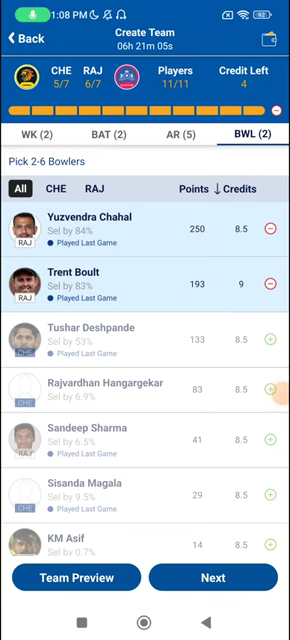 1:08 PM
92
Back
Create Team
06h 21m 05s
CHE RAJ Players Credit Left
5/7 6/7 11/11 4
WK (2) BAT (2) AR (5) BWL (2)
Pick 2-6 Bowlers
All CHE RAJ Points ↓ Credits
Yuzvendra Chahal
Sel by 84%
250 8.5
Played Last Game
RAJ
Trent Boult
Sel by 83%
193 9
Played Last Game
RAJ
Tushar Deshpande
Sel by 53%
133 8.5
Played Last Game
CHE
Rajvardhan Hangargekar
Sel by 6.9%
83 8.5
CHE
Sandeep Sharma
Sel by 6.5%
41 8.5
Played Last Game
RAJ
Sisanda Magala
Sel by 9.5%
29 8.5
Played Last Game
CHE
KM Asif
Sel by 0.7%
14 8.5
Team Preview Next